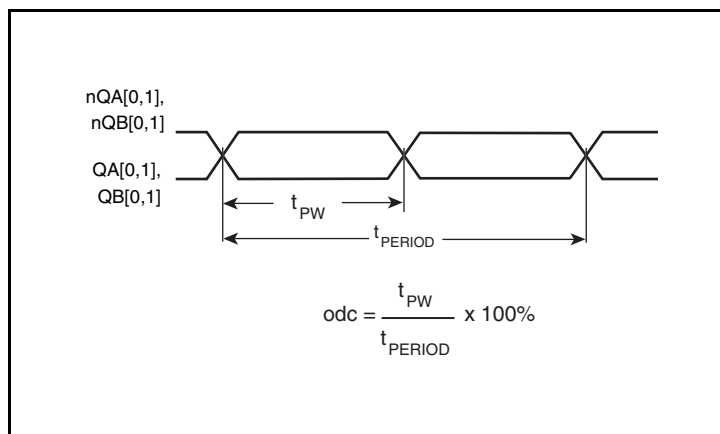 nQA[0,1],
nQB[0,1]
QA[0,1],
QB[0,1]
tPW
tPERIOD
odc = tPW / tPERIOD x 100%